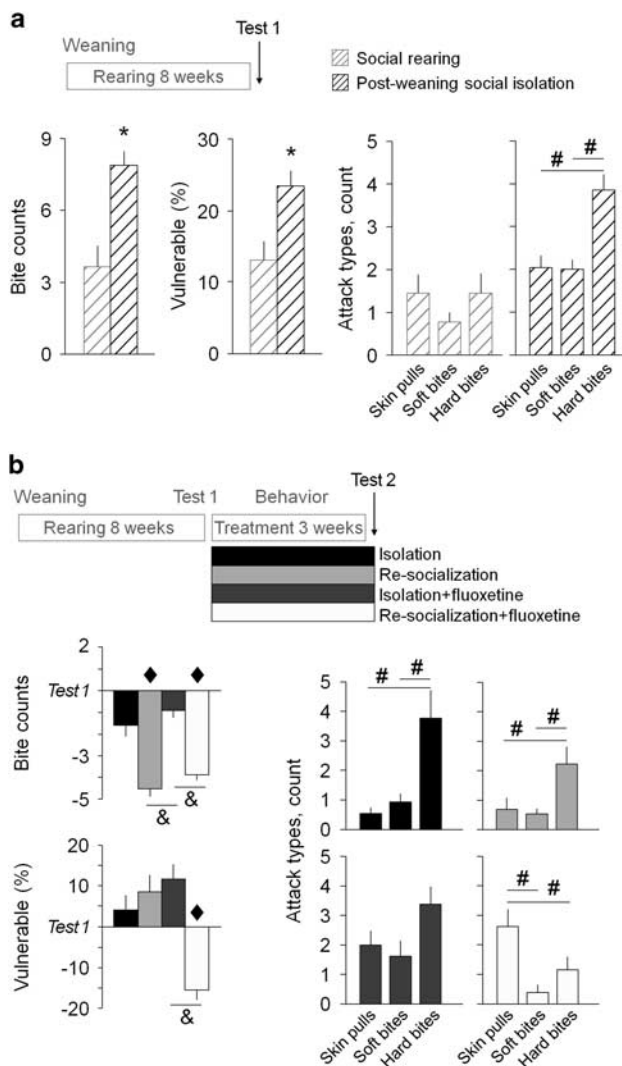 a
Test 1
Weaning
Rearing 8 weeks
Social rearing
Post-weaning social isolation
Bite counts
9
6
3
0
*
Vulnerable (%)
30
20
10
0
*
Attack types, count
5
4
3
2
1
0
# #
Skin pulls
Soft bites
Hard bites
Skin pulls
Soft bites
Hard bites
b
Weaning
Test 1
Behavior
Test 2
Rearing 8 weeks
Treatment 3 weeks
Isolation
Re-socialization
Isolation+fluoxetine
Re-socialization+fluoxetine
Bite counts
2
Test 1
-3
-5
♦ ♦
& &
Vulnerable (%)
20
10
Test 1
-10
-20
♦
&
Attack types, count
5
4
3
2
1
0
# #
# #
5
4
3
2
1
0
# #
Skin pulls
Soft bites
Hard bites
Skin pulls
Soft bites
Hard bites